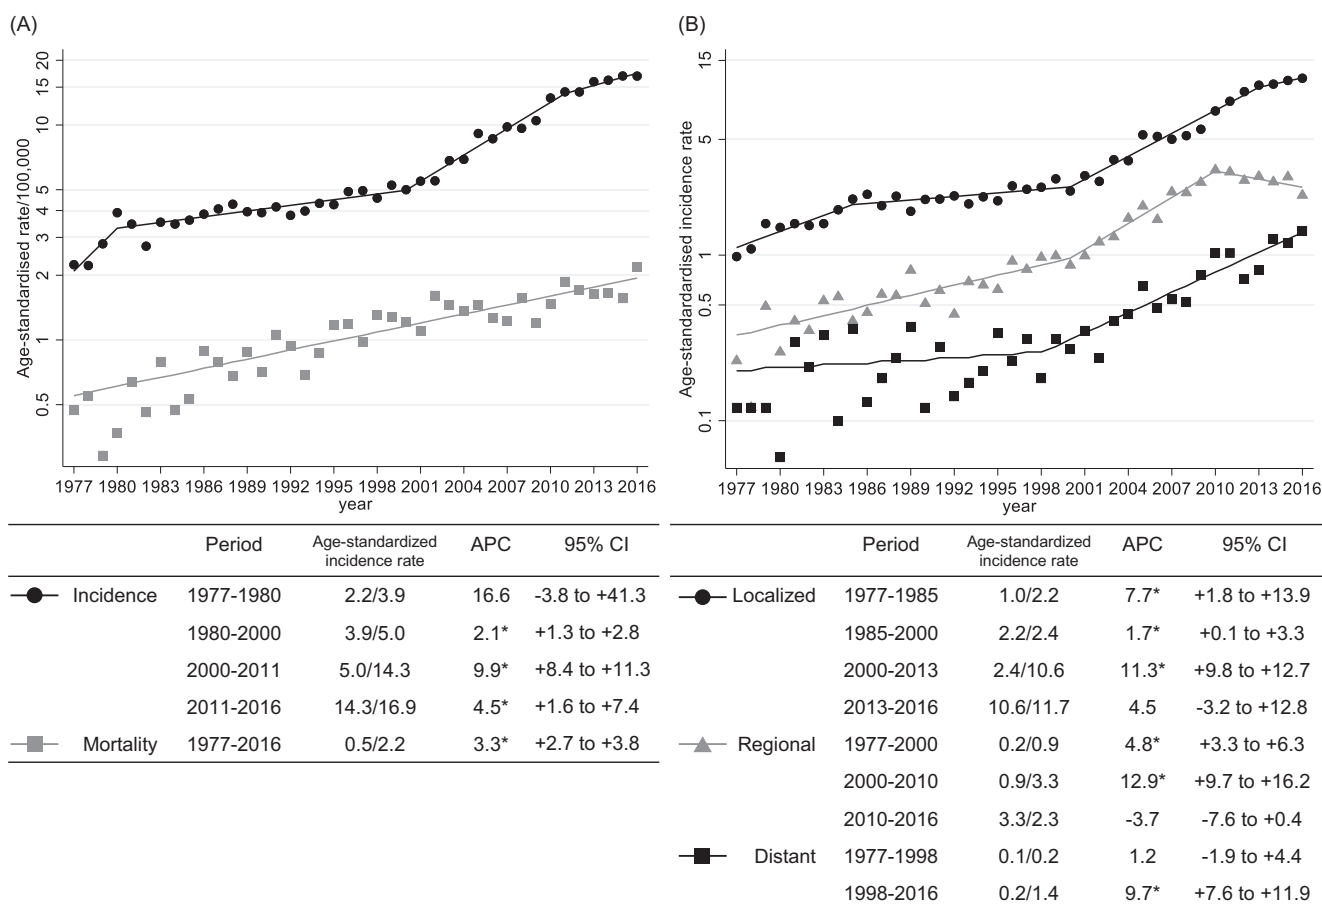 (A)
Age-standardised rate/100,000
20
15
10
5
4
3
2
1
0.5
1977 1980 1983 1986 1989 1992 1995 1998 2001 2004 2007 2010 2013 2016
year
Period Age-standardized incidence rate APC 95% CI
Incidence 1977-1980 2.2/3.9 16.6 -3.8 to +41.3
1980-2000 3.9/5.0 2.1* +1.3 to +2.8
2000-2011 5.0/14.3 9.9* +8.4 to +11.3
2011-2016 14.3/16.9 4.5* +1.6 to +7.4
Mortality 1977-2016 0.5/2.2 3.3* +2.7 to +3.8
(B)
Age-standardised incidence rate
15
5
1
0.5
0.1
1977 1980 1983 1986 1989 1992 1995 1998 2001 2004 2007 2010 2013 2016
year
Period Age-standardized incidence rate APC 95% CI
Localized 1977-1985 1.0/2.2 7.7* +1.8 to +13.9
1985-2000 2.2/2.4 1.7* +0.1 to +3.3
2000-2013 2.4/10.6 11.3* +9.8 to +12.7
2013-2016 10.6/11.7 4.5 -3.2 to +12.8
Regional 1977-2000 0.2/0.9 4.8* +3.3 to +6.3
2000-2010 0.9/3.3 12.9* +9.7 to +16.2
2010-2016 3.3/2.3 -3.7 -7.6 to +0.4
Distant 1977-1998 0.1/0.2 1.2 -1.9 to +4.4
1998-2016 0.2/1.4 9.7* +7.6 to +11.9